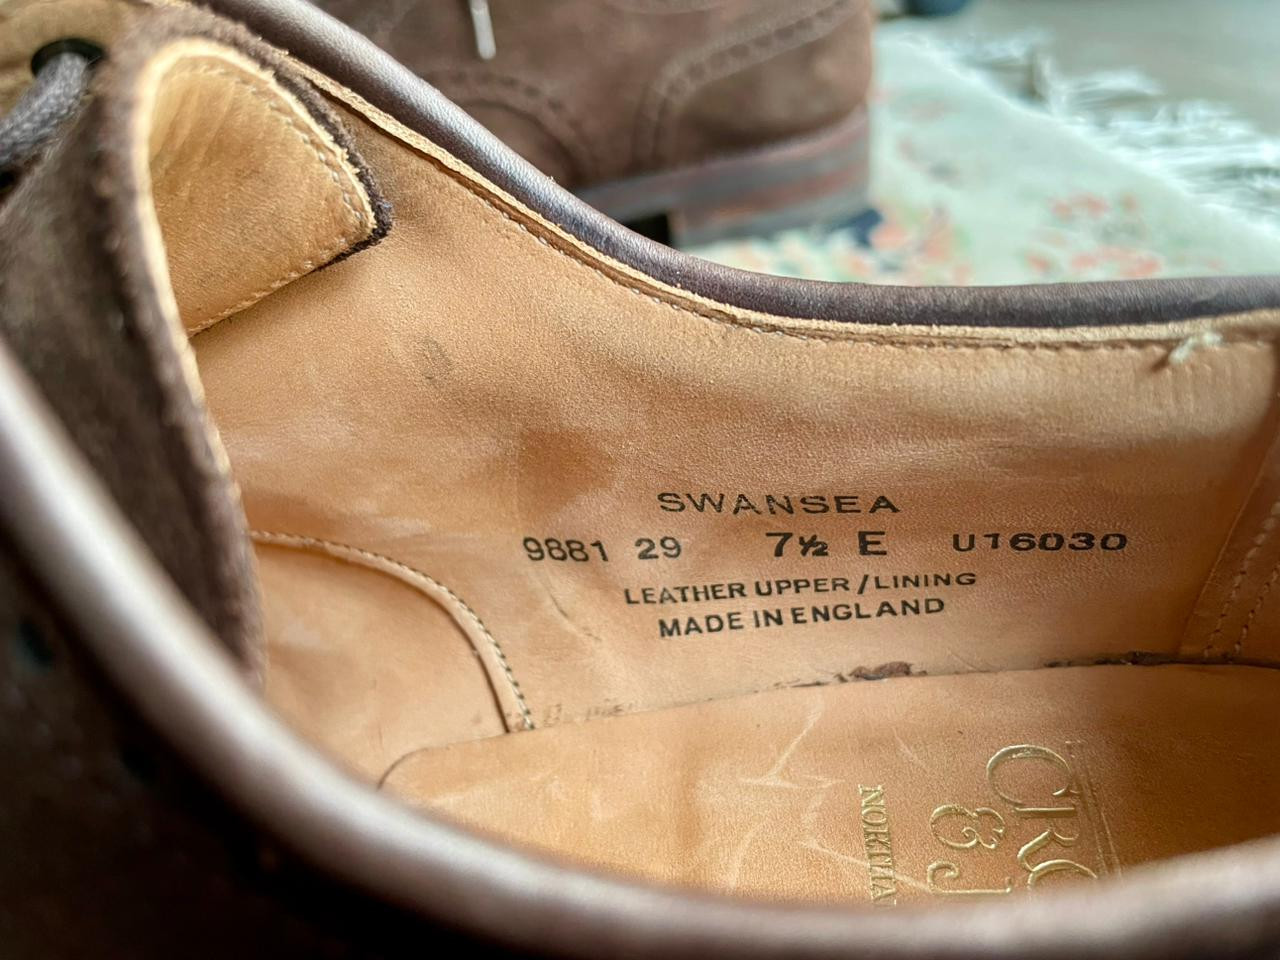 SWANSEA
9881 29 7½ E U16030
LEATHER UPPER/LINING
MADE IN ENGLAND
&